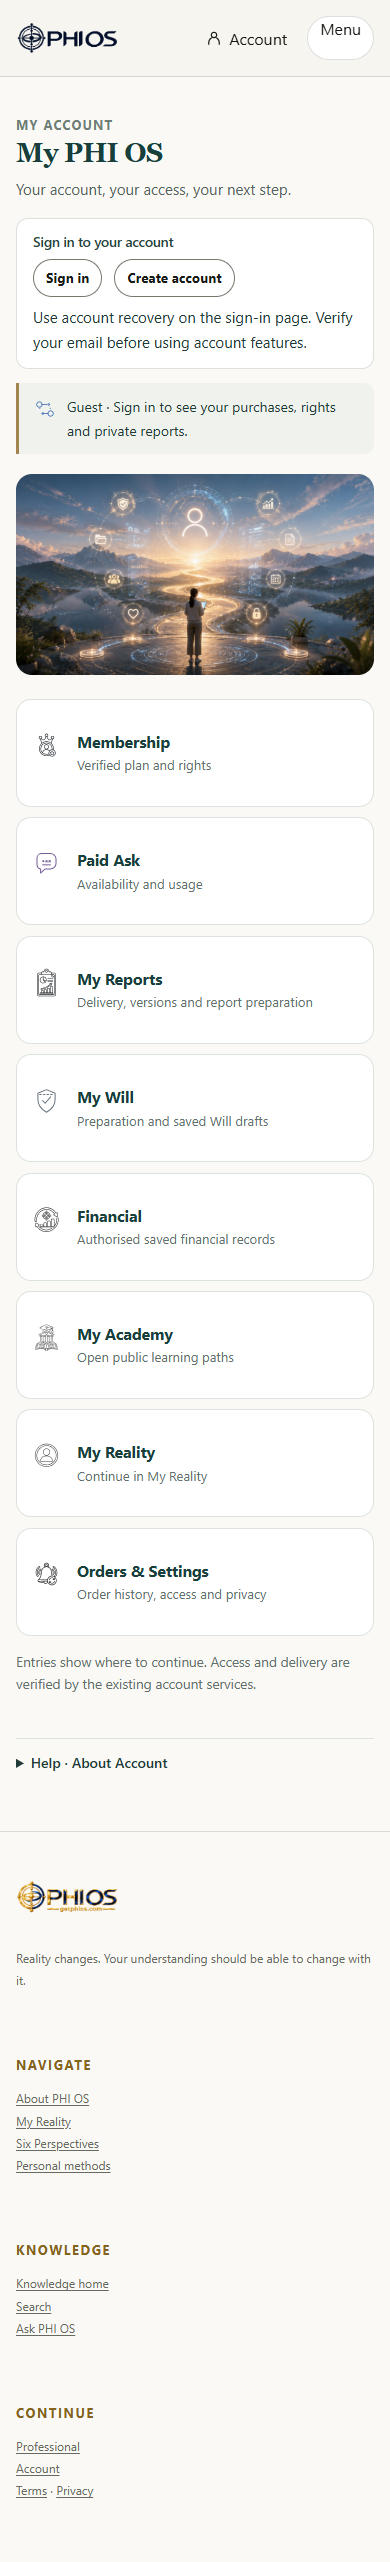 PHIOS
Account
Menu
MY ACCOUNT
My PHI OS
Your account, your access, your next step.
Sign in to your account
Sign in
Create account
Use account recovery on the sign-in page. Verify
your email before using account features.
Guest · Sign in to see your purchases, rights
and private reports.
Membership
Verified plan and rights
Paid Ask
Availability and usage
My Reports
Delivery, versions and report preparation
My Will
Preparation and saved Will drafts
Financial
Authorised saved financial records
My Academy
Open public learning paths
My Reality
Continue in My Reality
Orders & Settings
Order history, access and privacy
Entries show where to continue. Access and delivery are
verified by the existing account services.
Help · About Account
PHIOS
getphios.com
Reality changes. Your understanding should be able to change with
it.
NAVIGATE
About PHI OS
My Reality
Six Perspectives
Personal methods
KNOWLEDGE
Knowledge home
Search
Ask PHI OS
CONTINUE
Professional
Account
Terms · Privacy